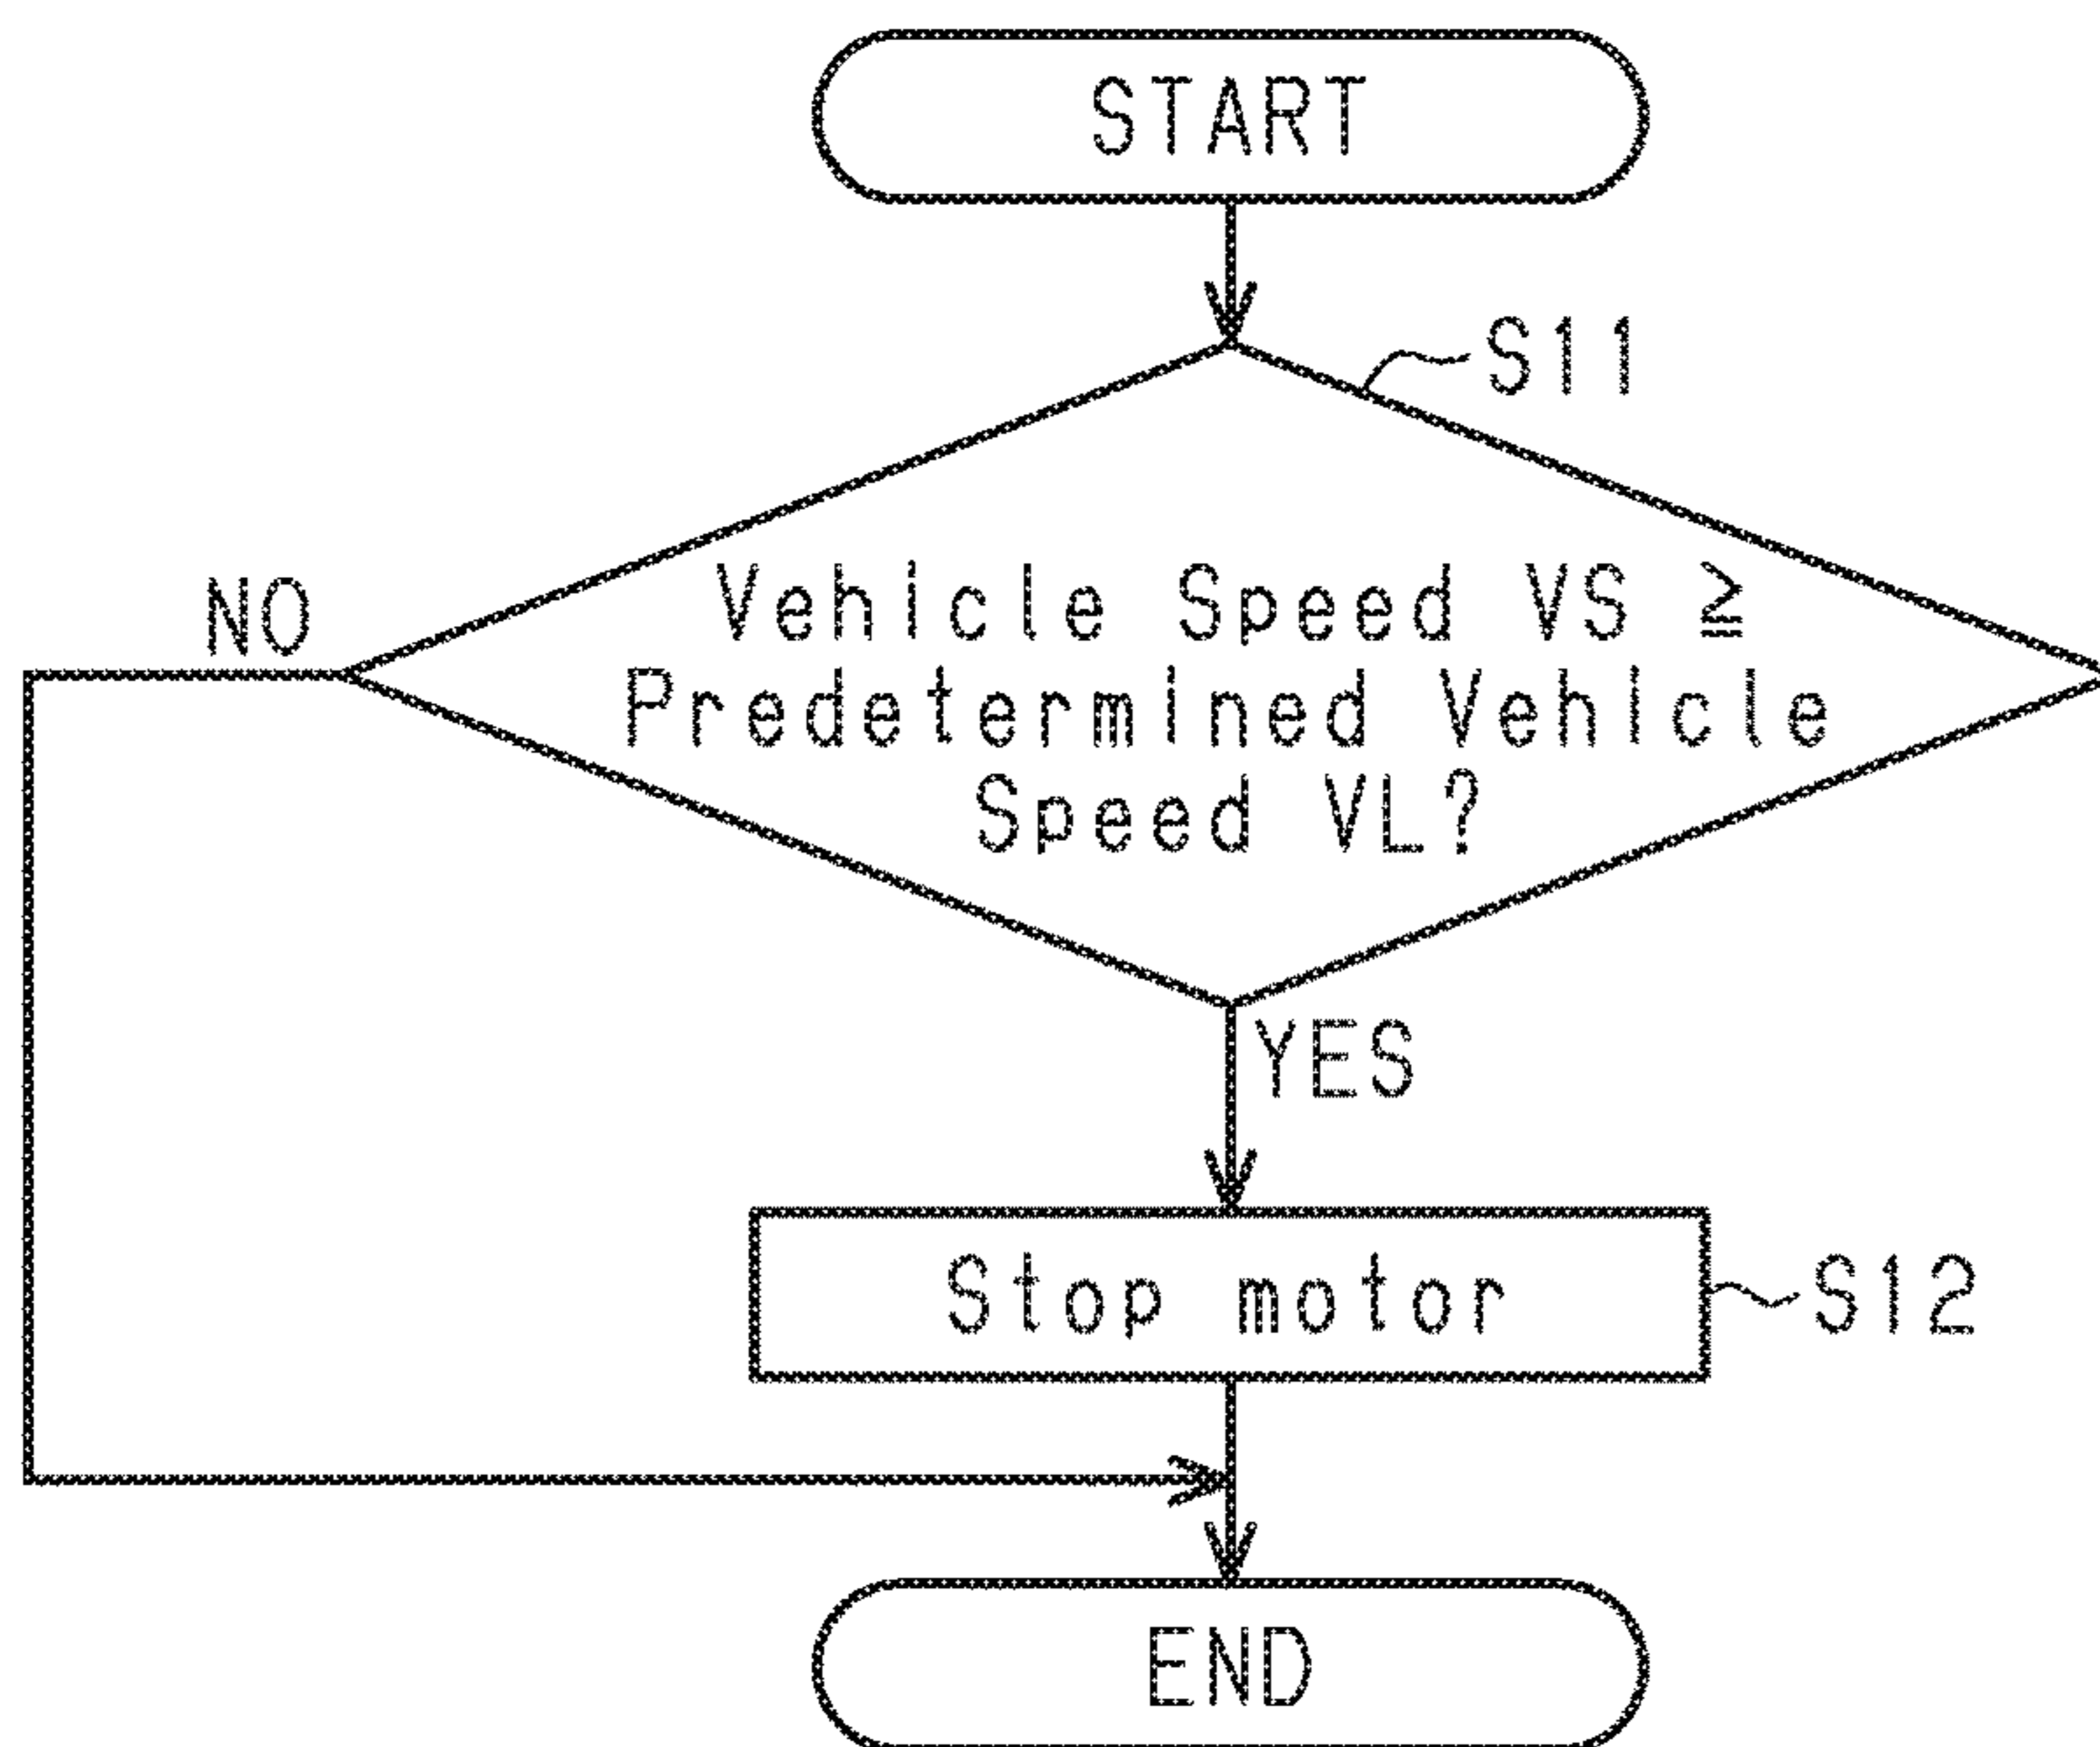 START
S11
NO
Vehicle Speed VS ≧
Predetermined Vehicle
Speed VL?
YES
Stop motor
S12
END